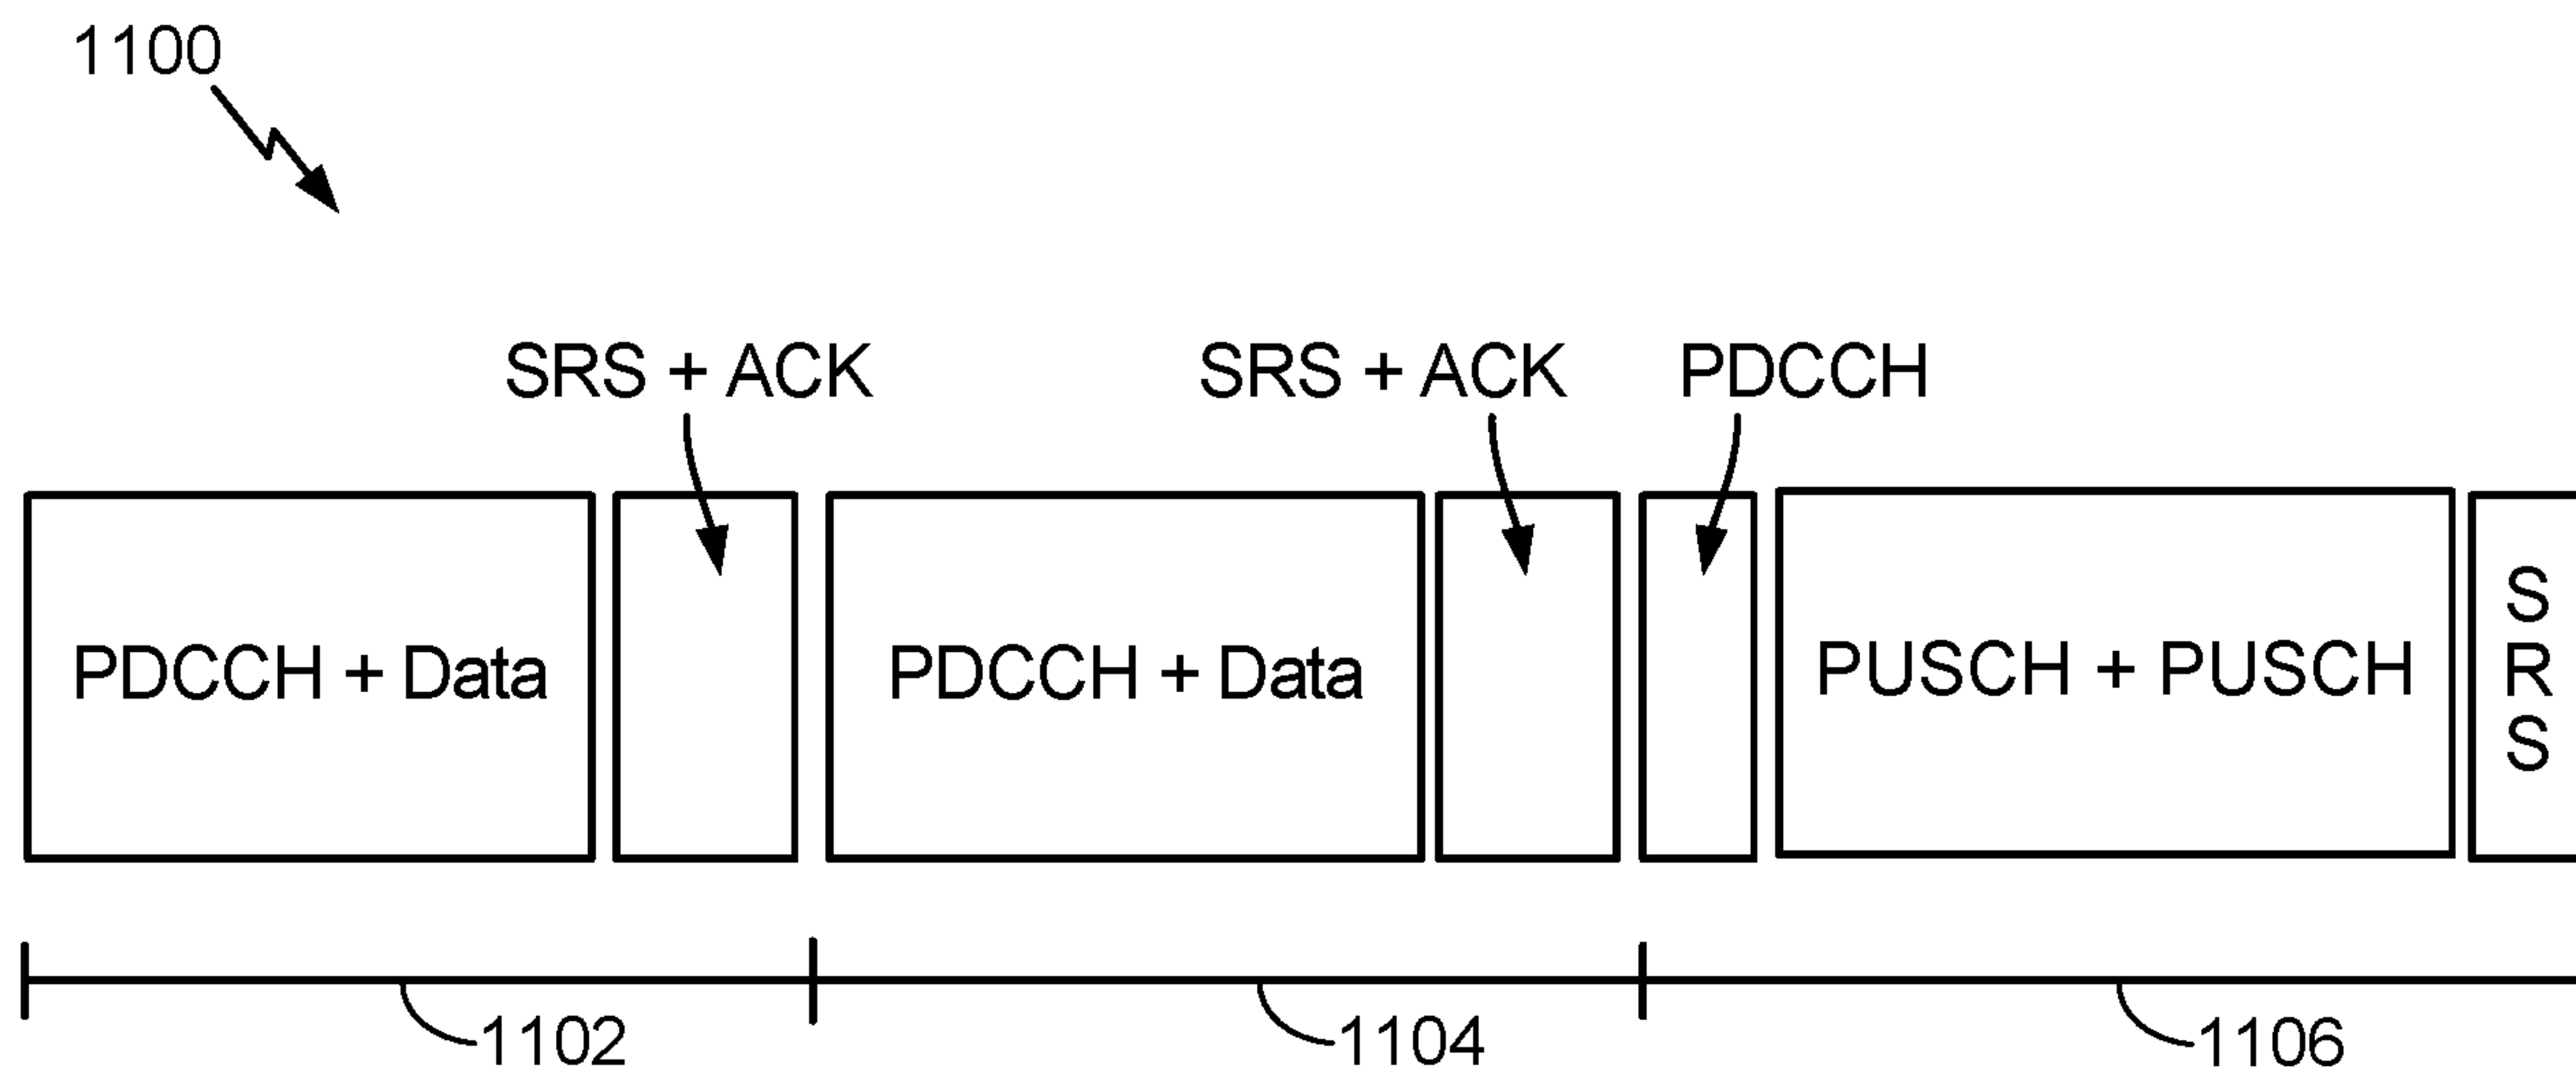 1100
SRS + ACK
SRS + ACK
PDCCH
PDCCH + Data
PDCCH + Data
PUSCH + PUSCH
S
R
S
1102
1104
1106